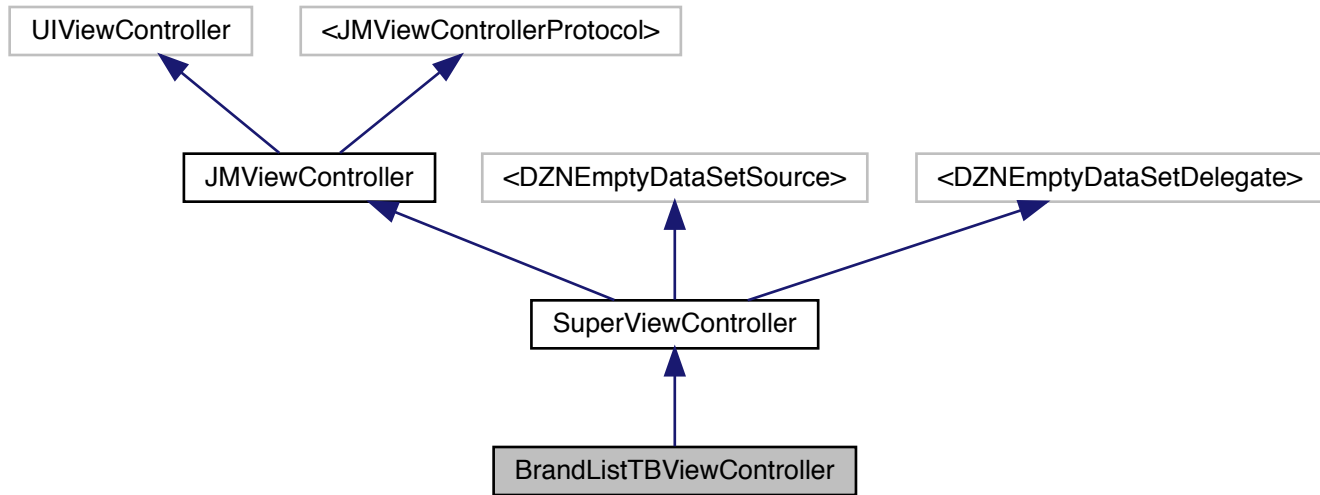 UIViewController
<JMViewControllerProtocol>
JMViewController
<DZNEmptyDataSetSource>
<DZNEmptyDataSetDelegate>
SuperViewController
BrandListTBViewController